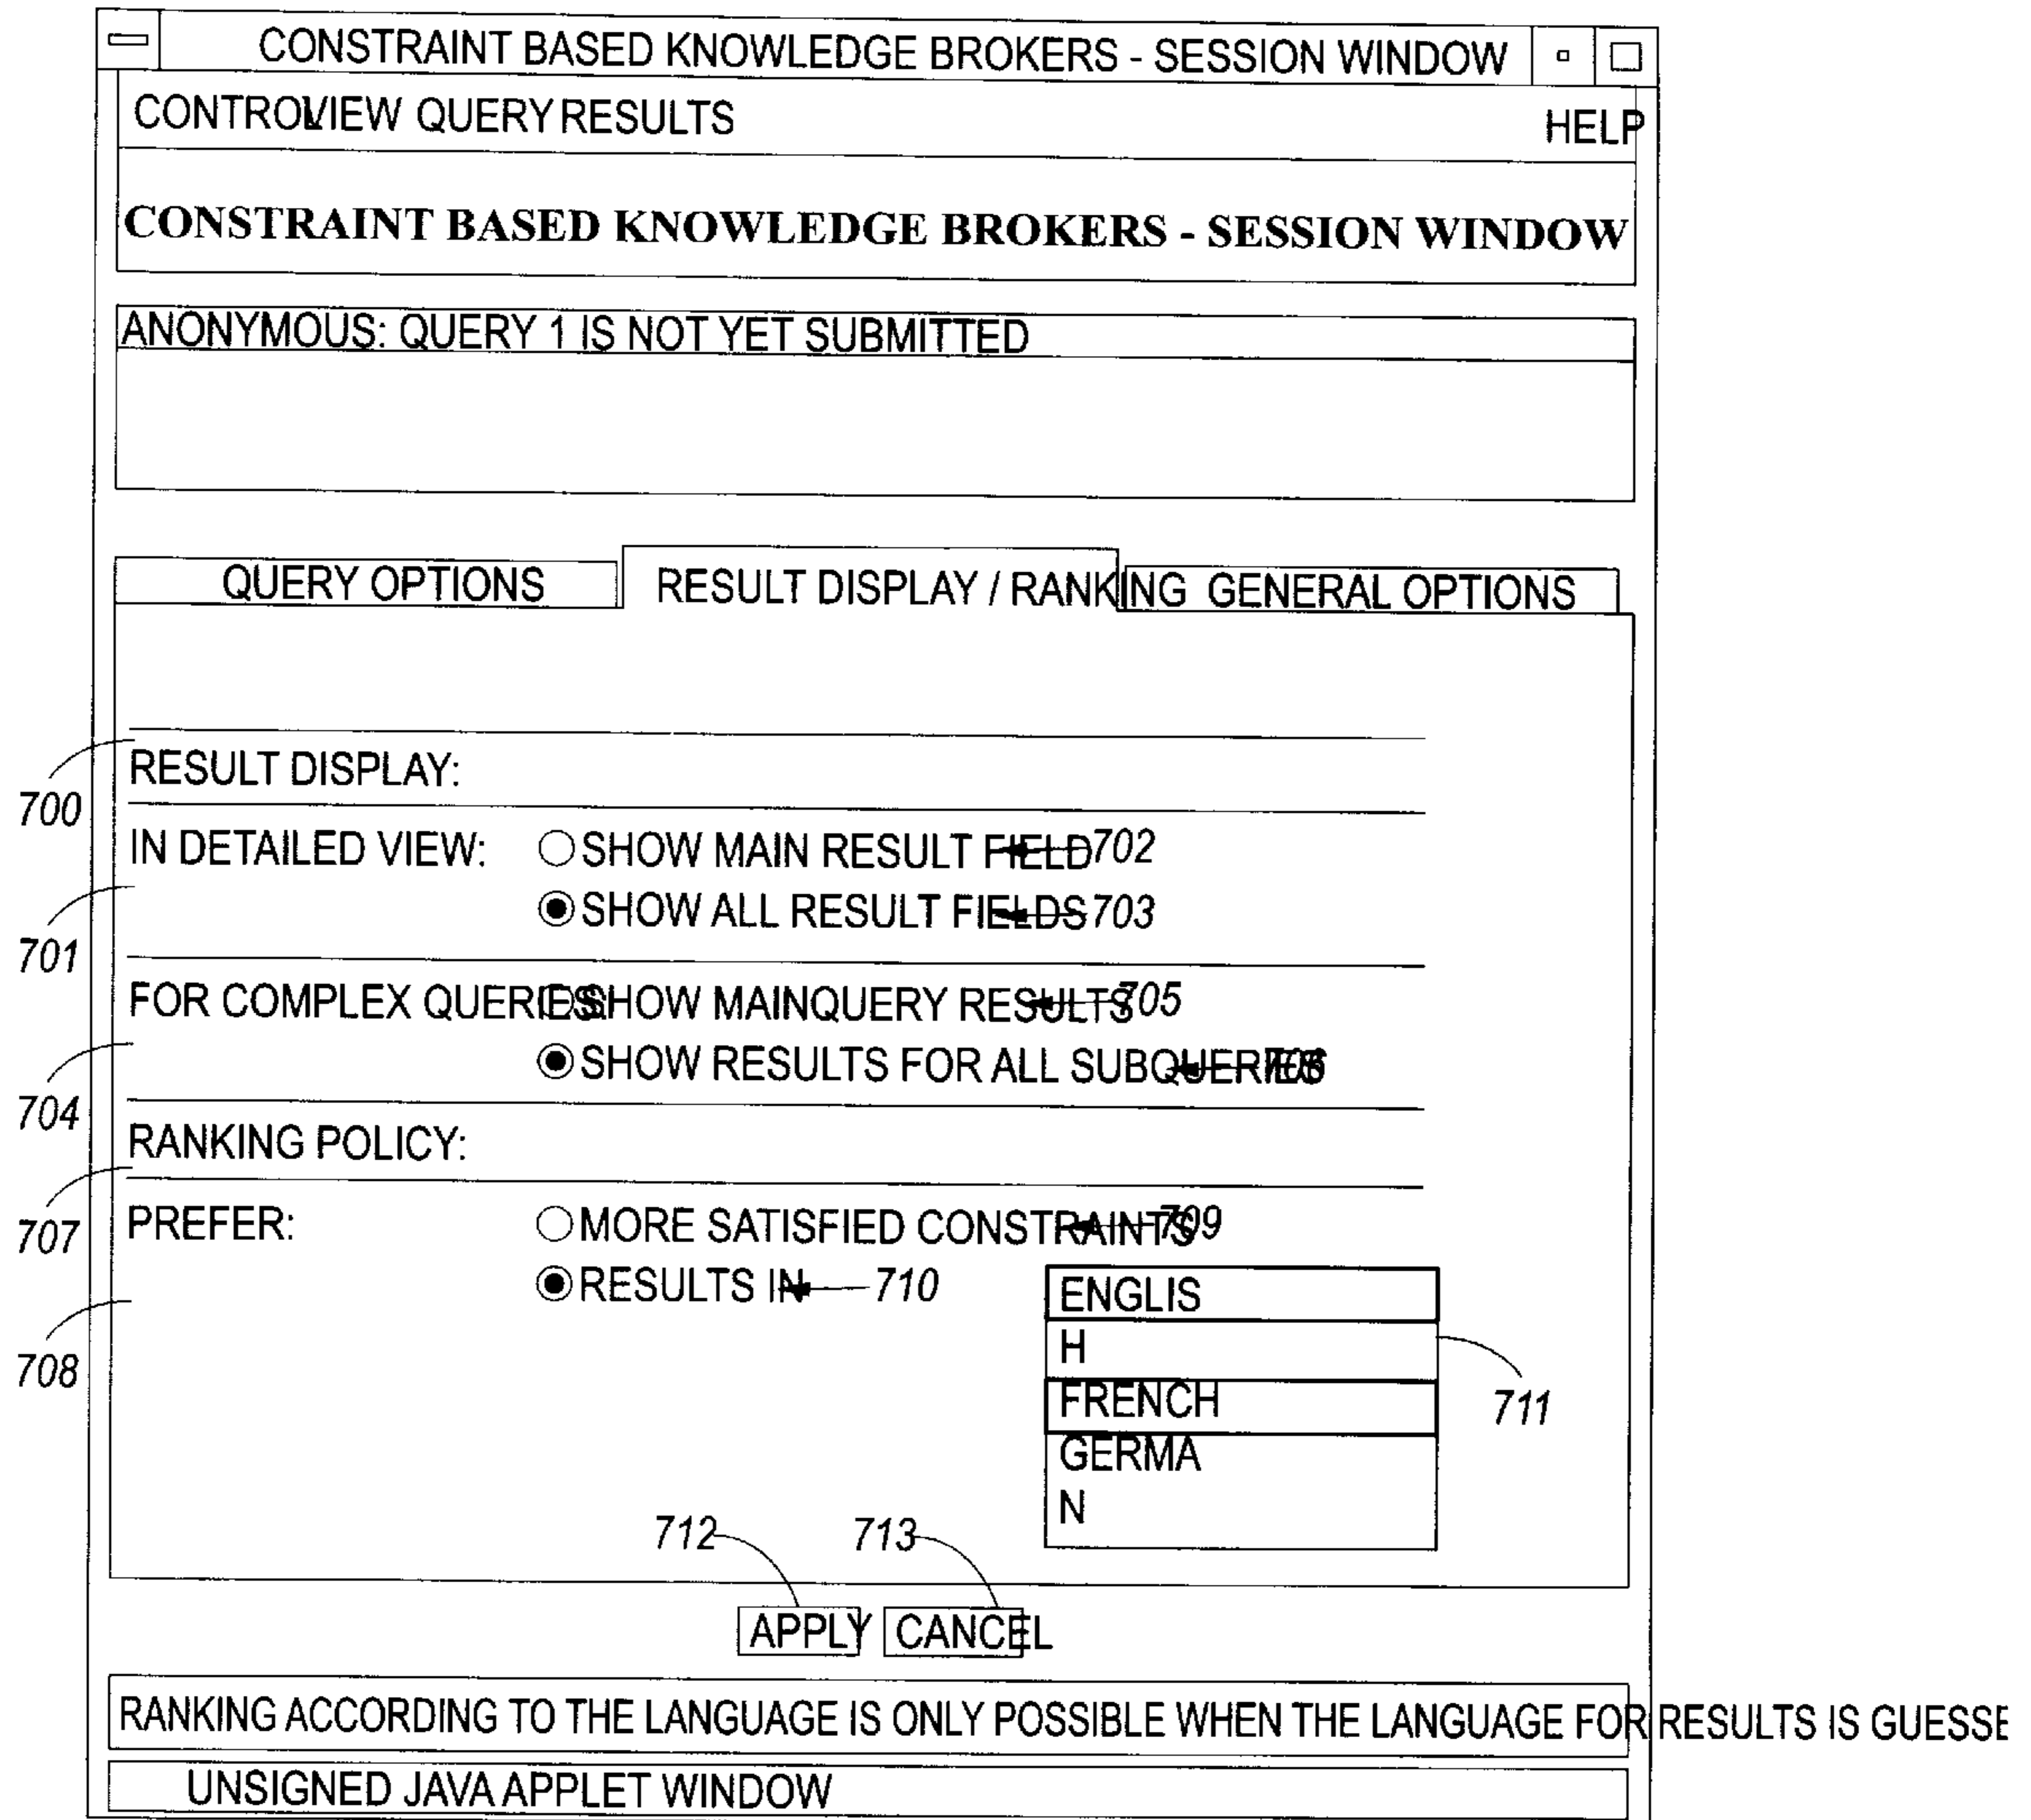 CONSTRAINT BASED KNOWLEDGE BROKERS - SESSION WINDOW
CONTROL VIEW QUERY RESULTS HELP
CONSTRAINT BASED KNOWLEDGE BROKERS - SESSION WINDOW
ANONYMOUS: QUERY 1 IS NOT YET SUBMITTED
QUERY OPTIONS RESULT DISPLAY / RANKING GENERAL OPTIONS
RESULT DISPLAY:
700
IN DETAILED VIEW: SHOW MAIN RESULT FIELD 702
SHOW ALL RESULT FIELDS 703
701
FOR COMPLEX QUERIES: SHOW MAINQUERY RESULTS 705
SHOW RESULTS FOR ALL SUBQUERIES 706
704
RANKING POLICY:
707
PREFER: MORE SATISFIED CONSTRAINTS 709
RESULTS IN 710
708
ENGLIS
H
FRENCH
GERMA
N
711
712 713
APPLY CANCEL
RANKING ACCORDING TO THE LANGUAGE IS ONLY POSSIBLE WHEN THE LANGUAGE FOR RESULTS IS GUESSE
UNSIGNED JAVA APPLET WINDOW